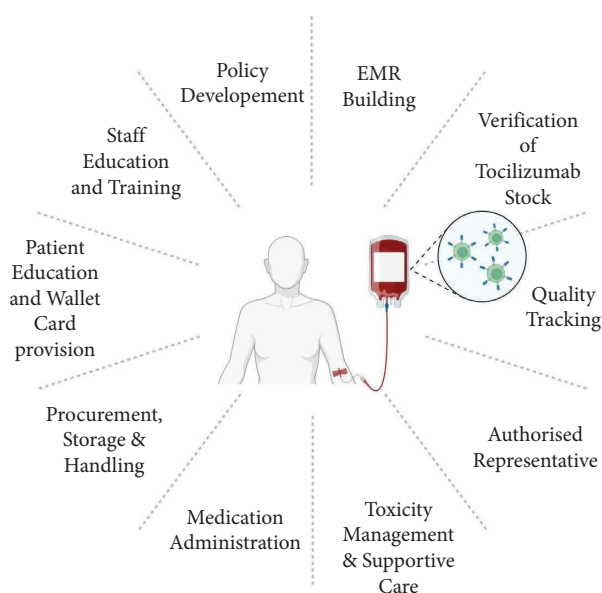 Policy
Developement
EMR
Building
Verification
of
Tocilizumab
Stock
Quality
Tracking
Authorised
Representative
Toxicity
Management
& Supportive
Care
Medication
Administration
Procurement,
Storage &
Handling
Patient
Education
and Wallet
Card
provision
Staff
Education
and Training